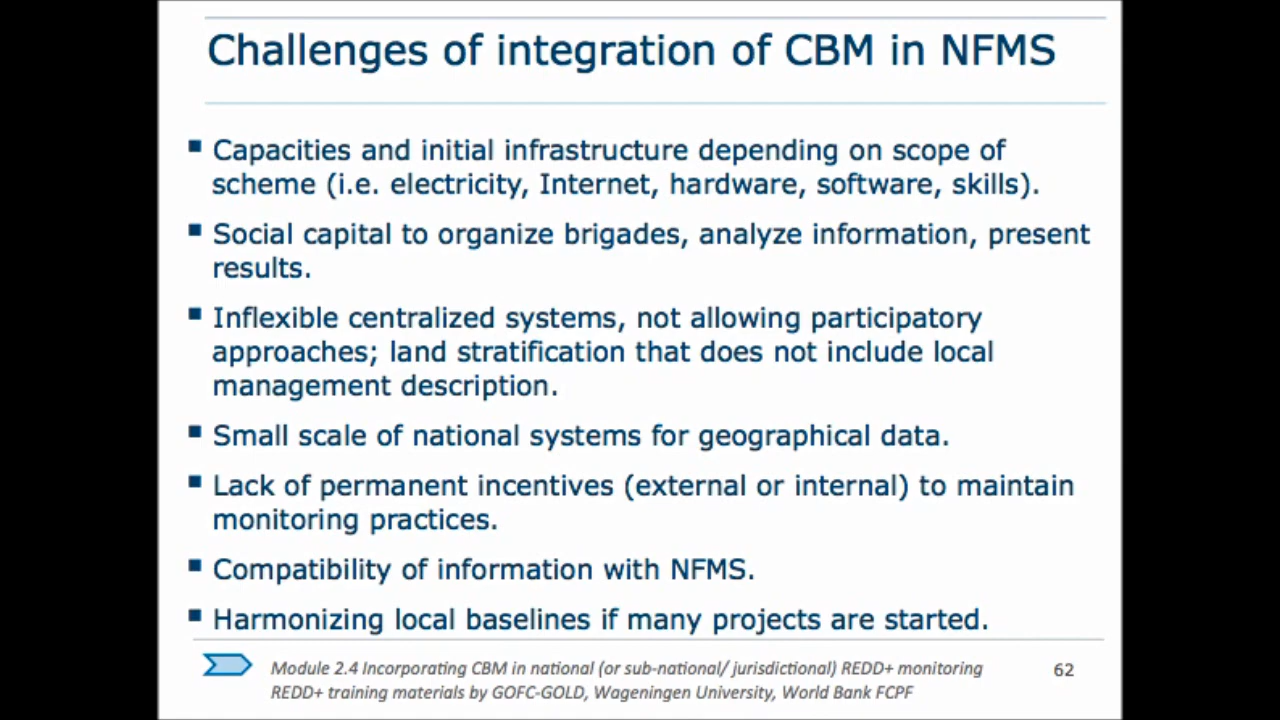 Challenges of integration of CBM in NFMS
Capacities and initial infrastructure depending on scope of
scheme (i.e. electricity, Internet, hardware, software, skills).
Social capital to organize brigades, analyze information, present
results.
Inflexible centralized systems, not allowing participatory
approaches; land stratification that does not include local
management description.
Small scale of national systems for geographical data.
Lack of permanent incentives (external or internal) to maintain
monitoring practices.
Compatibility of information with NFMS.
Harmonizing local baselines if many projects are started.
Module 2.4 Incorporating CBM in national (or sub-national/ jurisdictional) REDD+ monitoring
REDD+ training materials by GOFC-GOLD, Wageningen University, World Bank FCPF
62